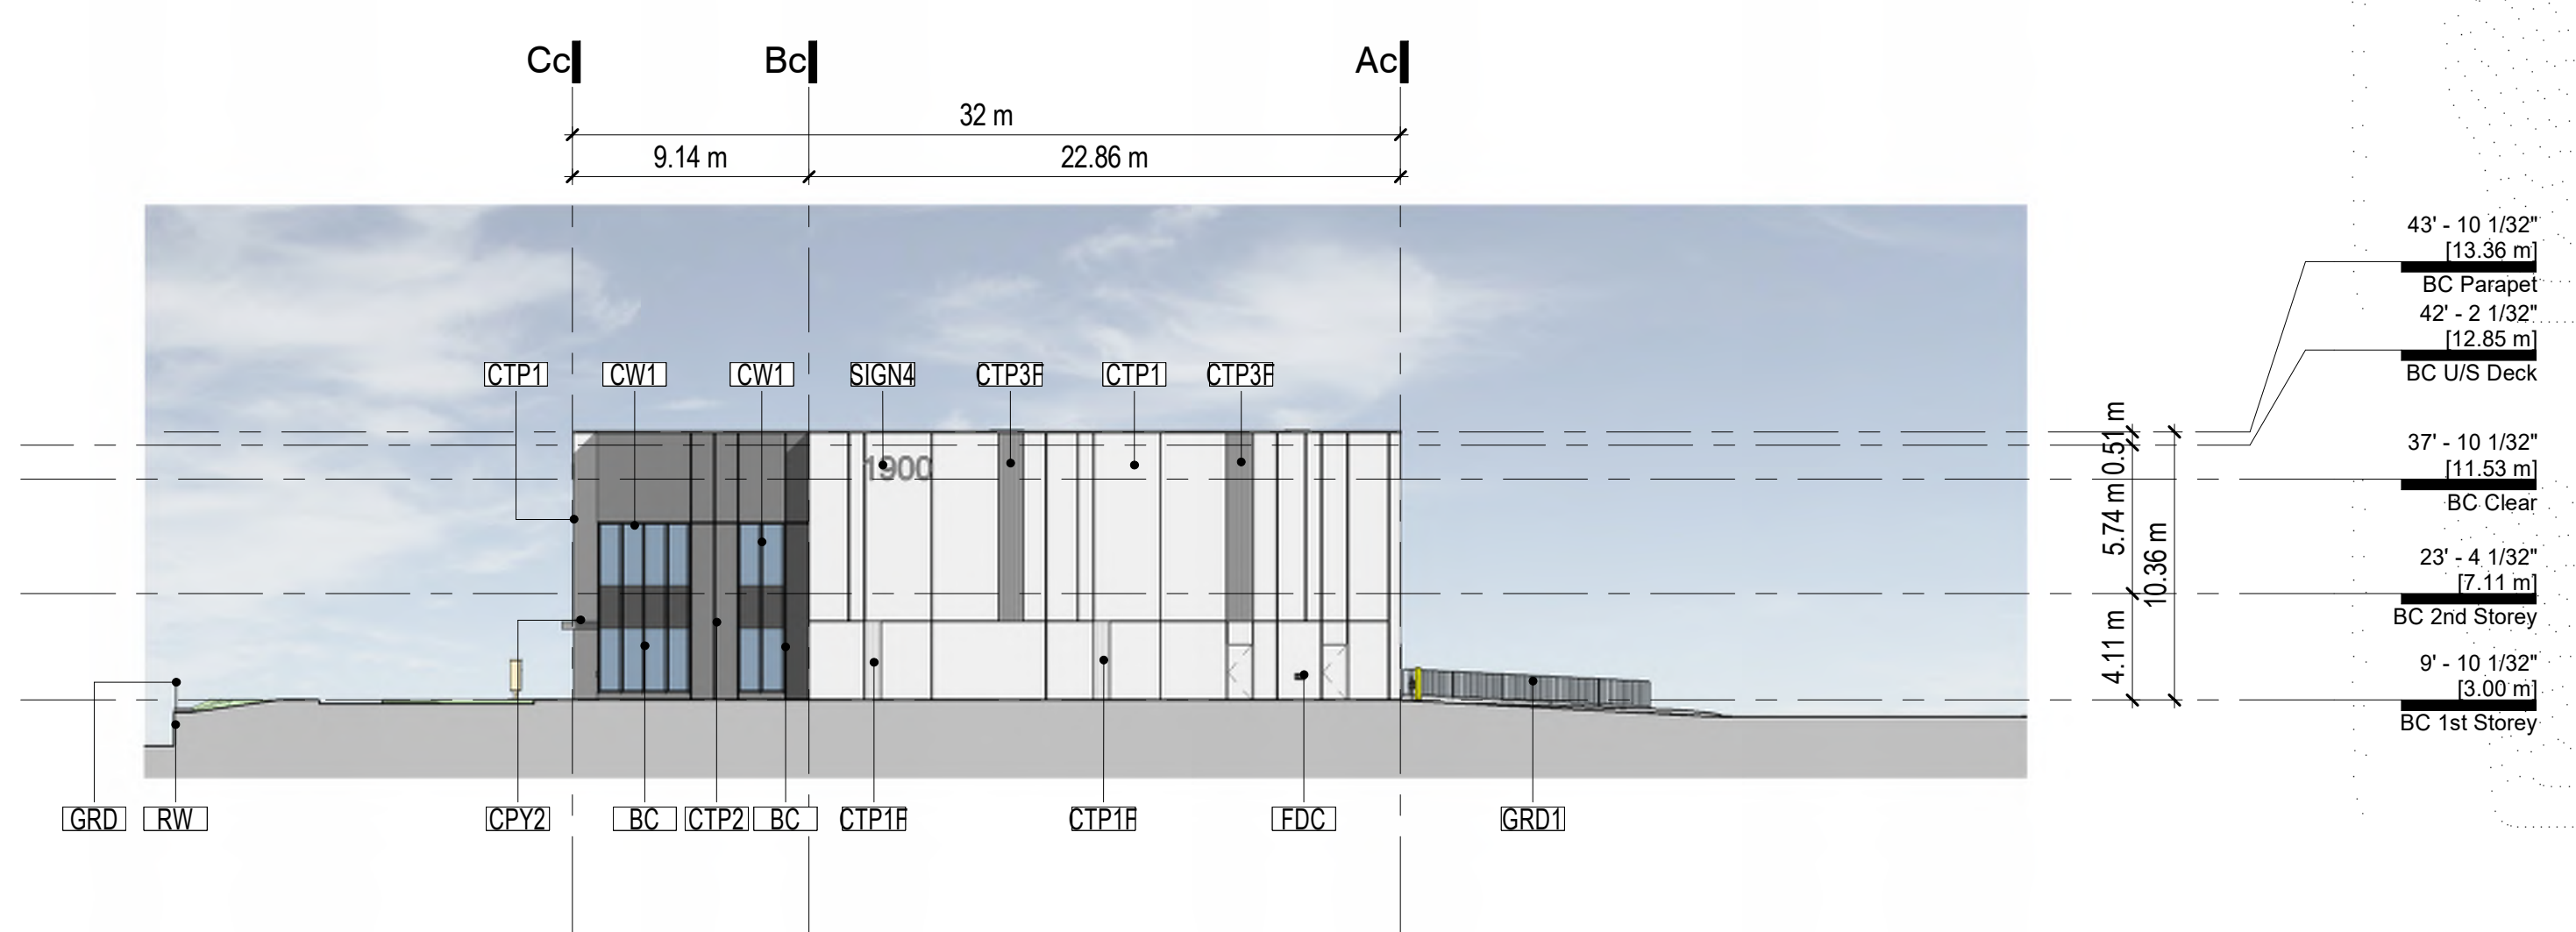 Cc
Bc
Ac
32 m
9.14 m
22.86 m
43' - 10 1/32"
[13.36 m]
BC Parapet
42' - 2 1/32"
[12.85 m]
BC U/S Deck
CTP1
CW1
CW1
SIGN4
CTP3F
CTP1
CTP3F
1900
0.51 m
5.74 m
10.36 m
4.11 m
37' - 10 1/32"
[11.53 m]
BC Clear
23' - 4 1/32"
[7.11 m]
BC 2nd Storey
9' - 10 1/32"
[3.00 m]
BC 1st Storey
GRD
RW
CPY2
BC
CTP2
BC
CTP1F
CTP1F
FDC
GRD1